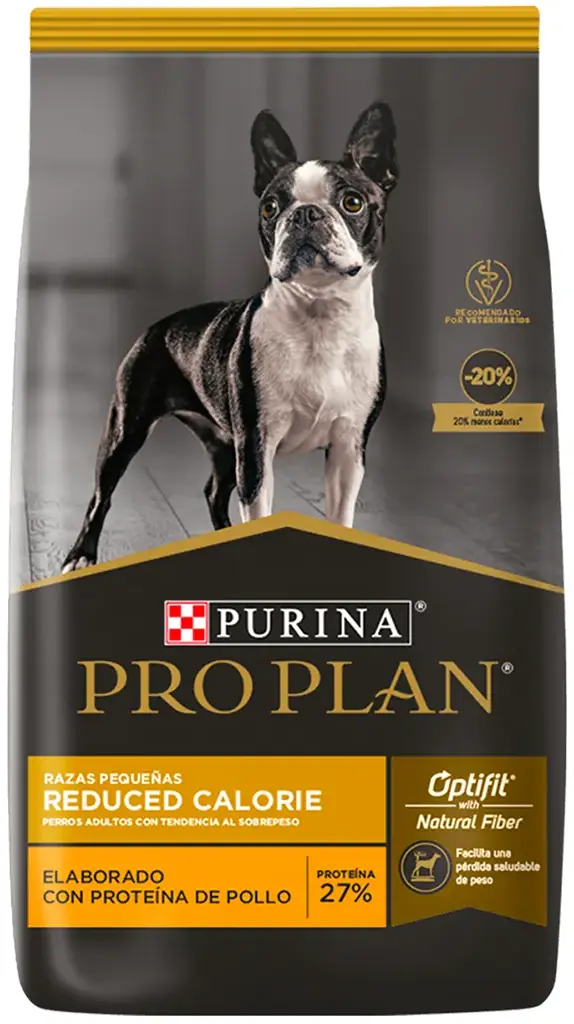 RECOMENDADO
POR VETERINARIOS
-20%
Contiene
20% menos calorías*
PURINA®
PRO PLAN®
RAZAS PEQUEÑAS
REDUCED CALORIE
PERROS ADULTOS CON TENDENCIA AL SOBREPESO
ELABORADO
CON PROTEÍNA DE POLLO
PROTEÍNA
27%
Optifit®
with
Natural Fiber
Facilita una
pérdida saludable
de peso